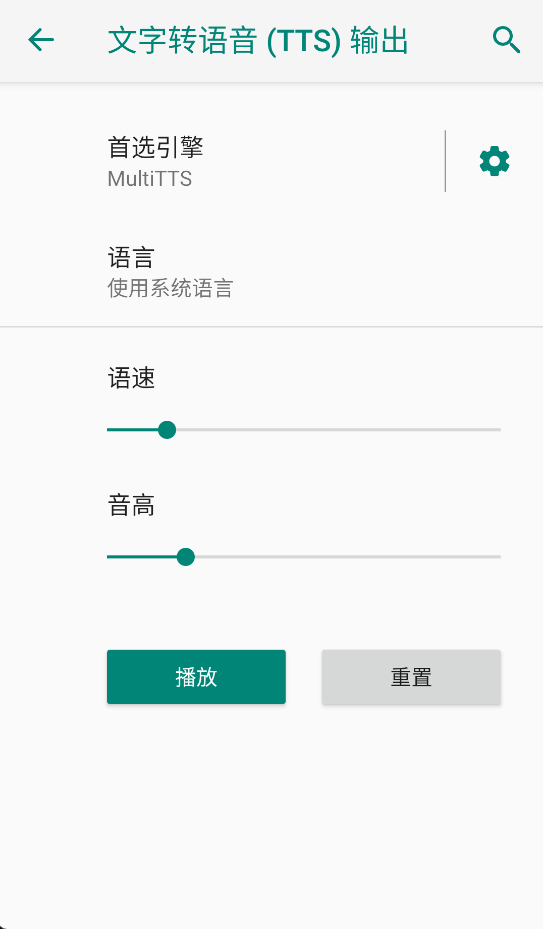 文字转语音 (TTS) 输出
首选引擎
MultiTTS
语言
使用系统语言
语速
音高
播放
重置